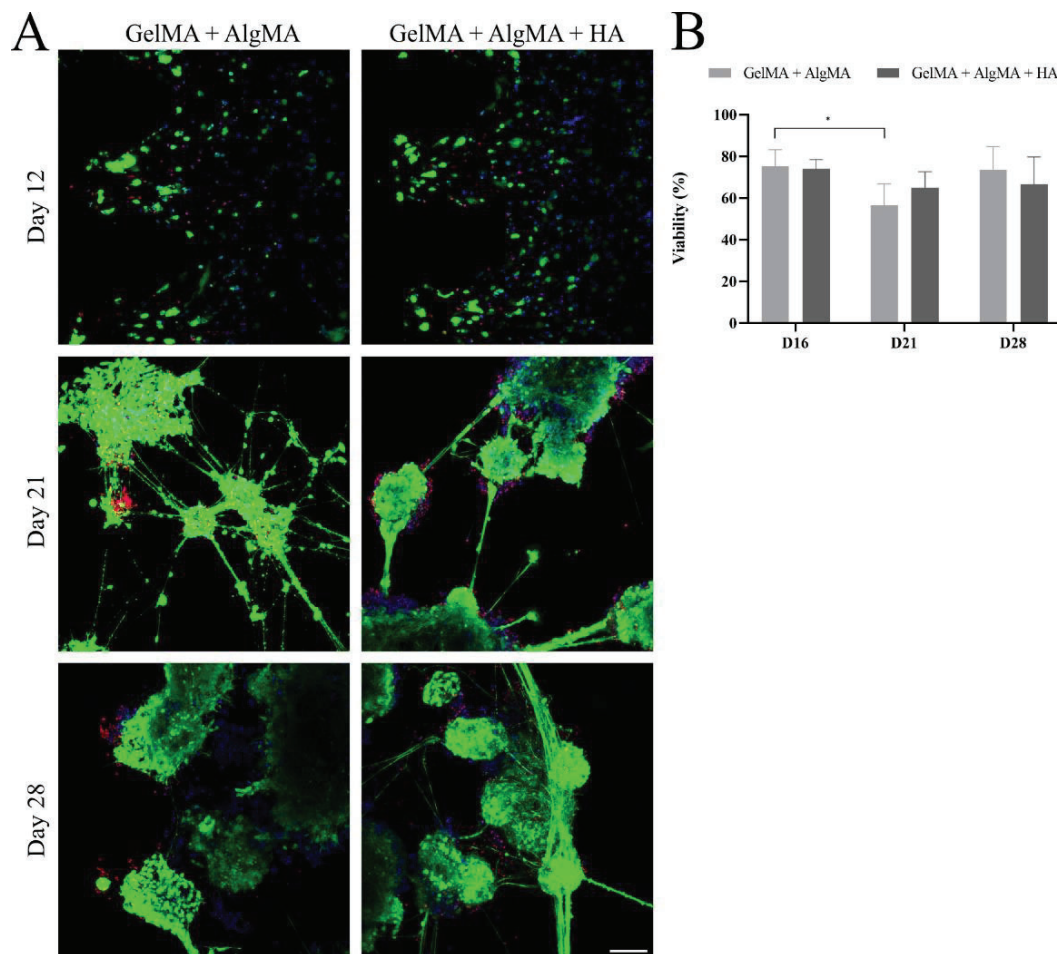 A
GelMA + AlgMA
GelMA + AlgMA + HA
Day 12
Day 21
Day 28
B
GelMA + AlgMA
GelMA + AlgMA + HA
*
100
80
60
40
20
0
Viability (%)
D16
D21
D28